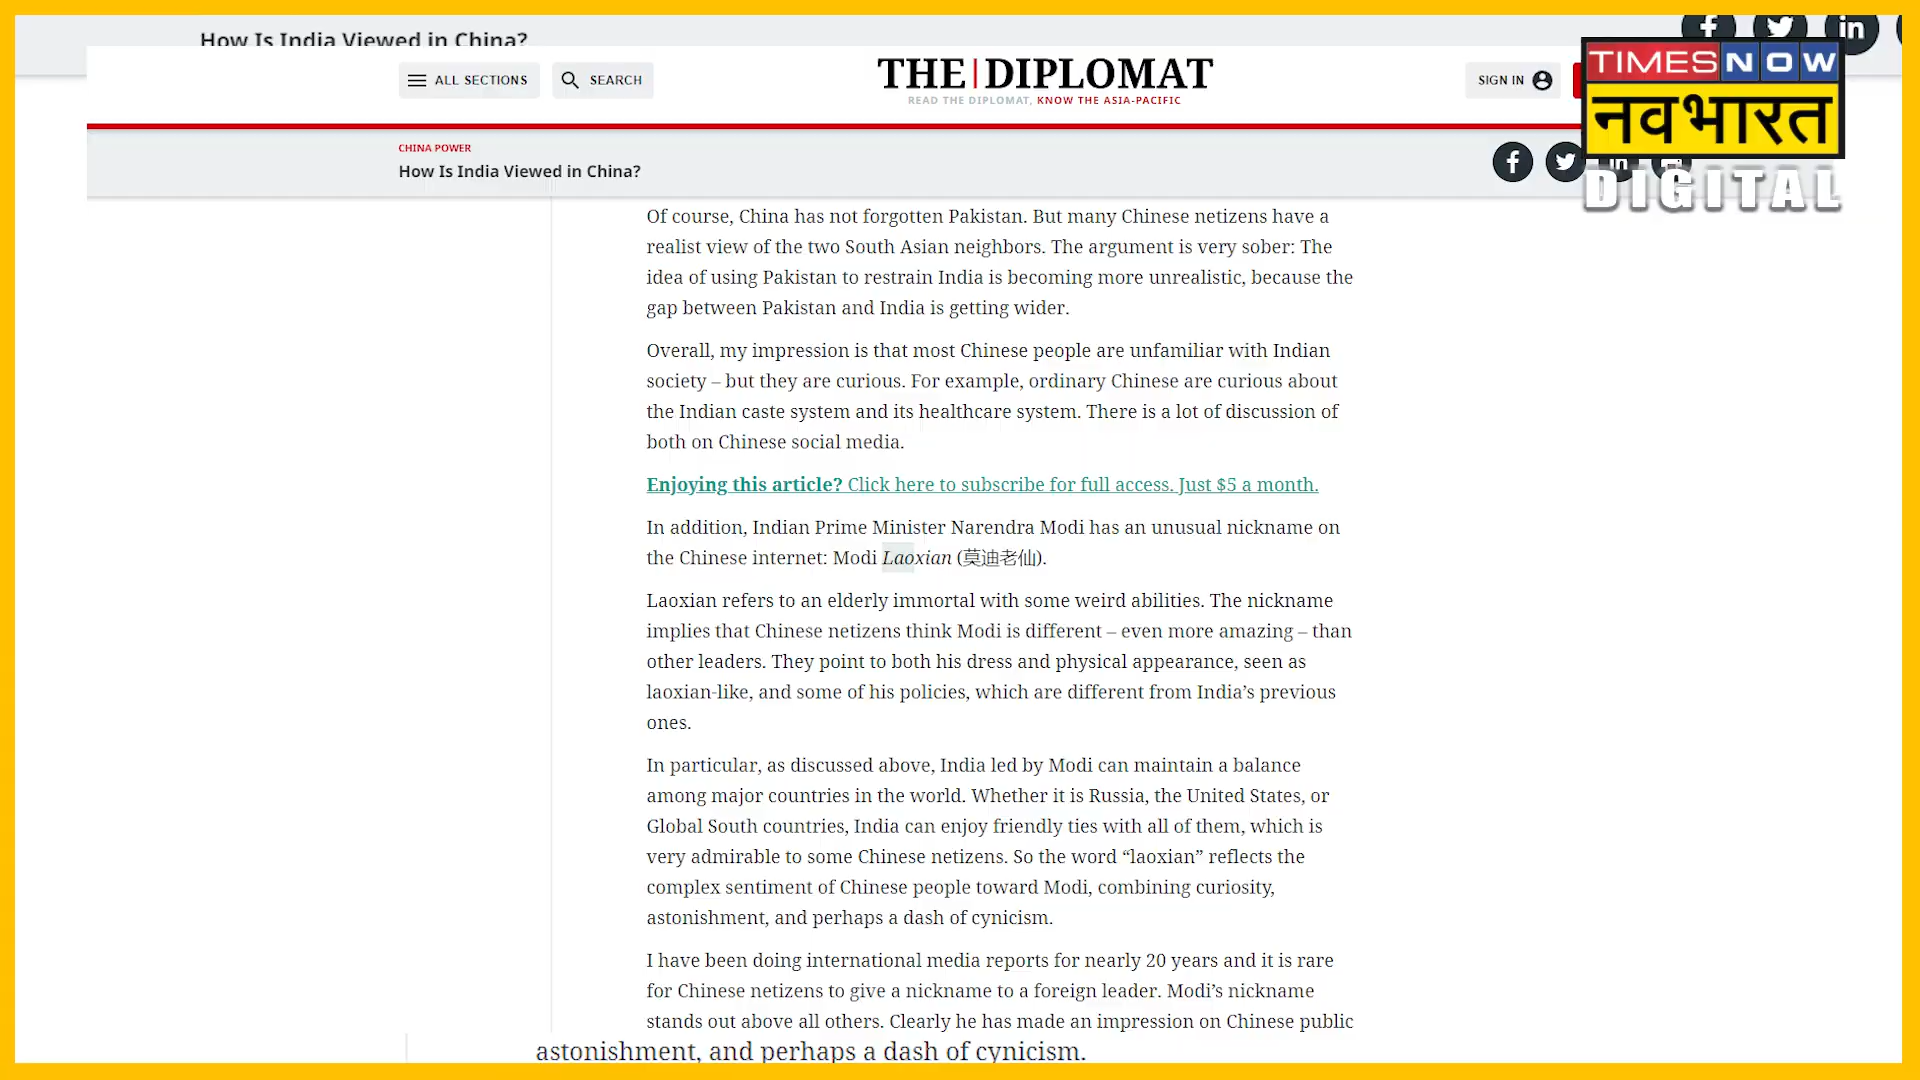 How Is India Viewed in China?
ALL SECTIONS
SEARCH
THE|DIPLOMAT
READ THE DIPLOMAT, KNOW THE ASIA-PACIFIC
SIGN IN
TIMES NOW
नवभारत
DIGITAL
CHINA POWER
How Is India Viewed in China?
Of course, China has not forgotten Pakistan. But many Chinese netizens have a
realist view of the two South Asian neighbors. The argument is very sober: The
idea of using Pakistan to restrain India is becoming more unrealistic, because the
gap between Pakistan and India is getting wider.
Overall, my impression is that most Chinese people are unfamiliar with Indian
society – but they are curious. For example, ordinary Chinese are curious about
the Indian caste system and its healthcare system. There is a lot of discussion of
both on Chinese social media.
Enjoying this article? Click here to subscribe for full access. Just $5 a month.
In addition, Indian Prime Minister Narendra Modi has an unusual nickname on
the Chinese internet: Modi Laoxian (莫迪老仙).
Laoxian refers to an elderly immortal with some weird abilities. The nickname
implies that Chinese netizens think Modi is different – even more amazing – than
other leaders. They point to both his dress and physical appearance, seen as
laoxian-like, and some of his policies, which are different from India’s previous
ones.
In particular, as discussed above, India led by Modi can maintain a balance
among major countries in the world. Whether it is Russia, the United States, or
Global South countries, India can enjoy friendly ties with all of them, which is
very admirable to some Chinese netizens. So the word “laoxian” reflects the
complex sentiment of Chinese people toward Modi, combining curiosity,
astonishment, and perhaps a dash of cynicism.
I have been doing international media reports for nearly 20 years and it is rare
for Chinese netizens to give a nickname to a foreign leader. Modi’s nickname
stands out above all others. Clearly he has made an impression on Chinese public
astonishment, and perhaps a dash of cynicism.